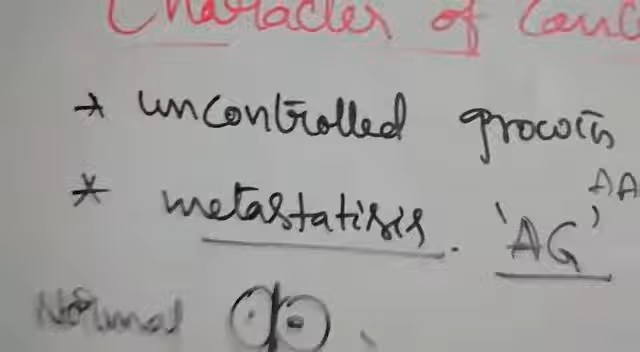 Character of Canc
* uncontrolled growth
* metastatisis. 'AG' AA
Normal